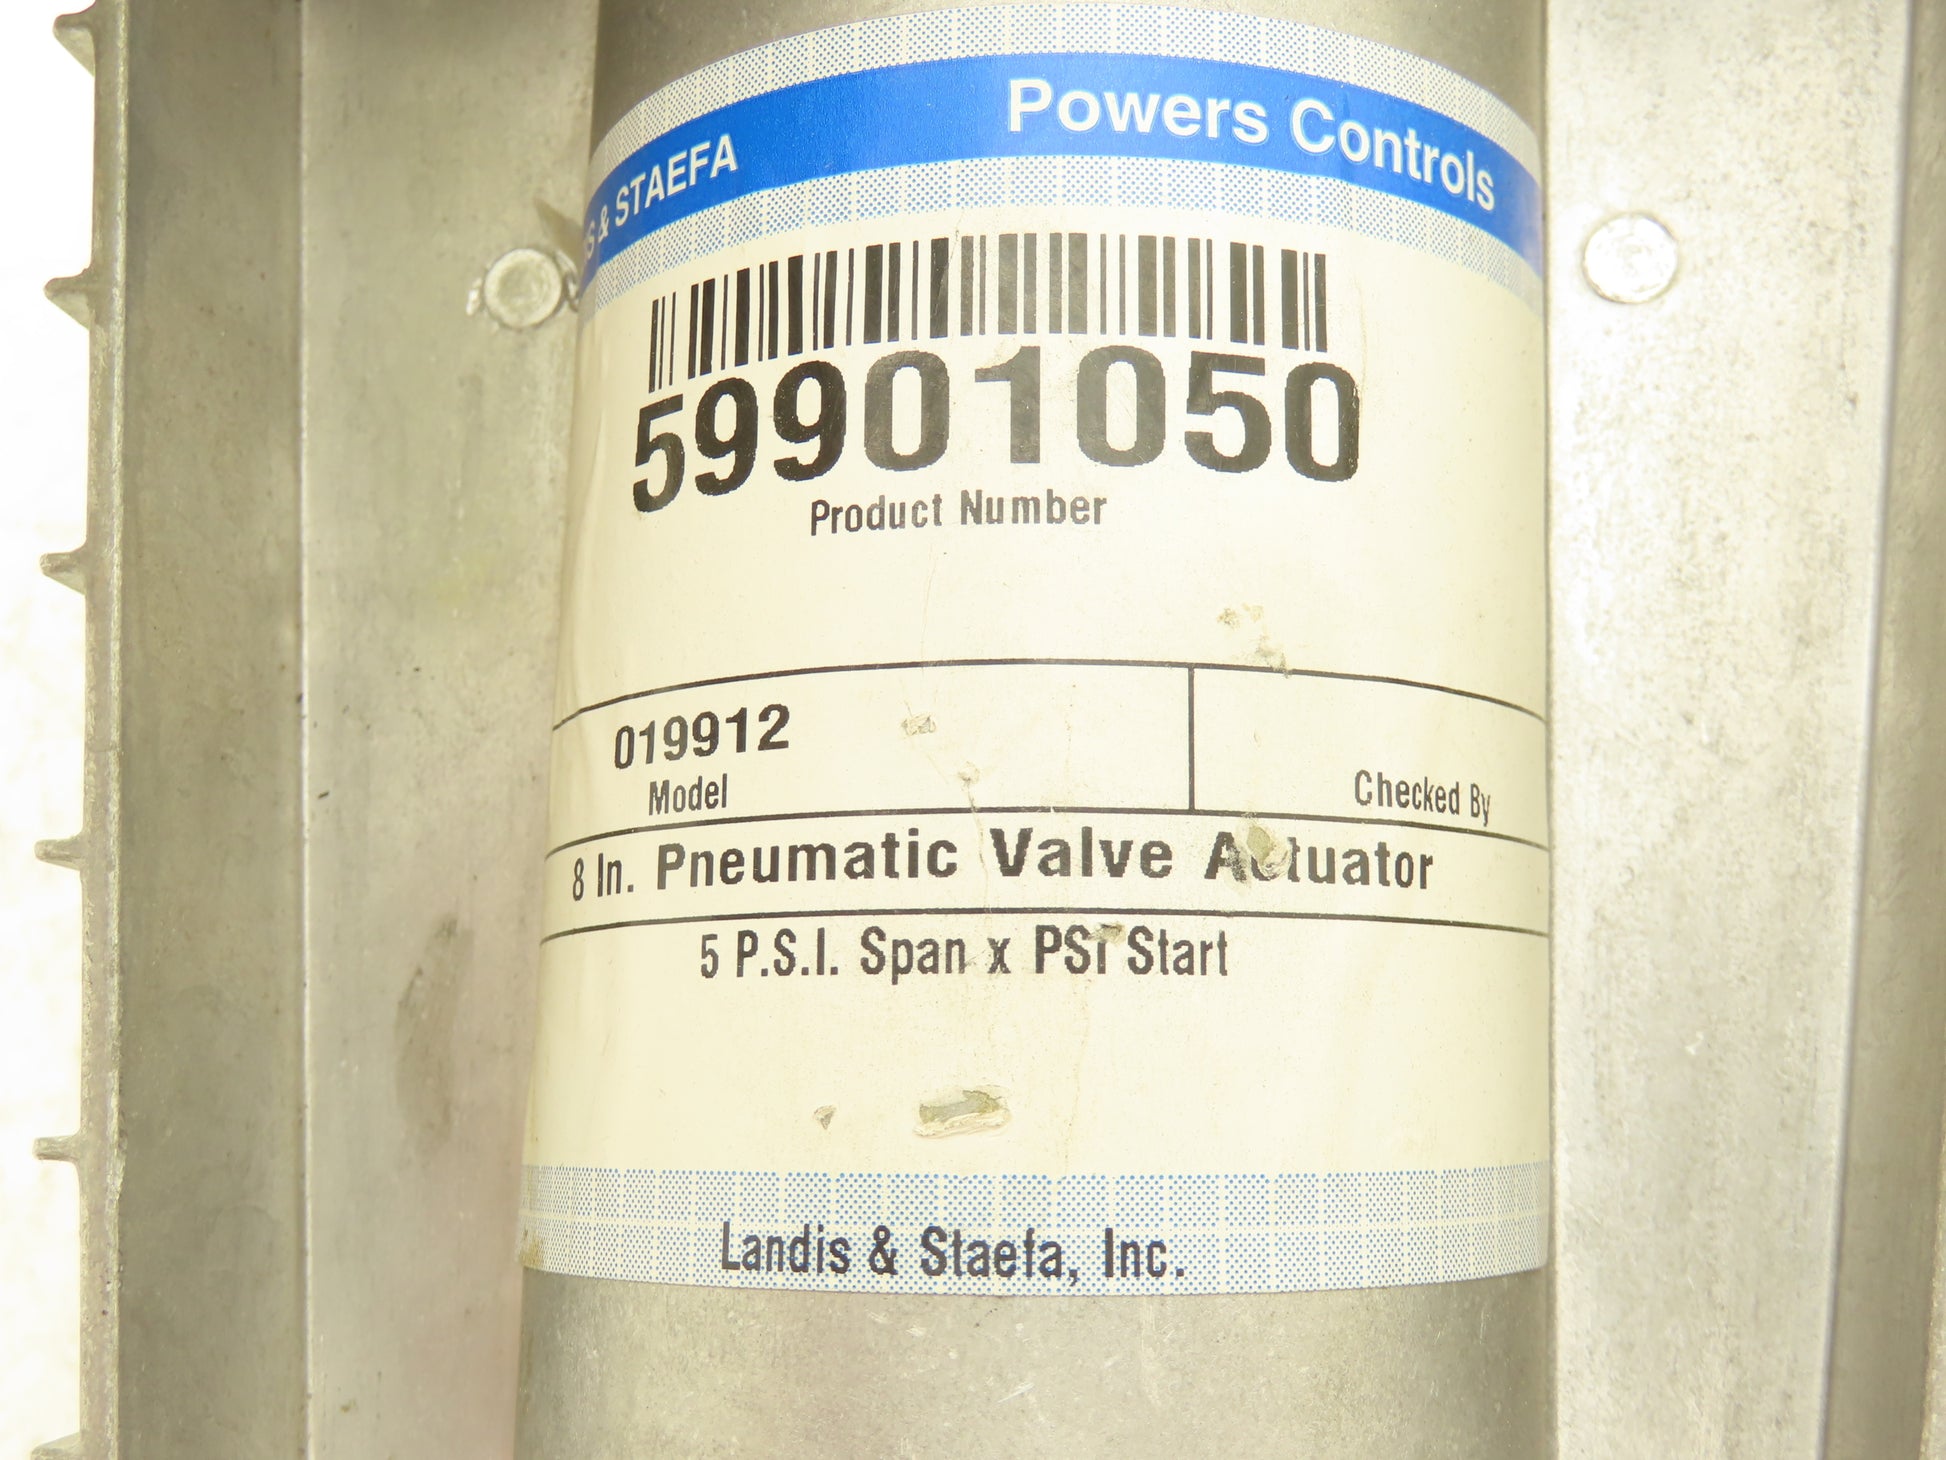 & STAEFA Powers Controls
59901050
Product Number
019912
Model
Checked By
8 In. Pneumatic Valve Actuator
5 P.S.I. Span x PSI Start
Landis & Staefa, Inc.